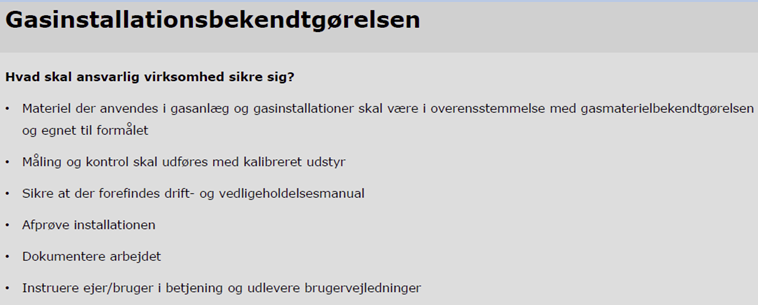 Gasinstallationsbekendtgørelsen
Hvad skal ansvarlig virksomhed sikre sig?
• Materiel der anvendes i gasanlæg og gasinstallationer skal være i overensstemmelse med gasmaterielbekendtgørelsen
og egnet til formålet
• Måling og kontrol skal udføres med kalibreret udstyr
• Sikre at der forefindes drift- og vedligeholdelsesmanual
• Afprøve installationen
• Dokumentere arbejdet
• Instruere ejer/bruger i betjening og udlevere brugervejledninger